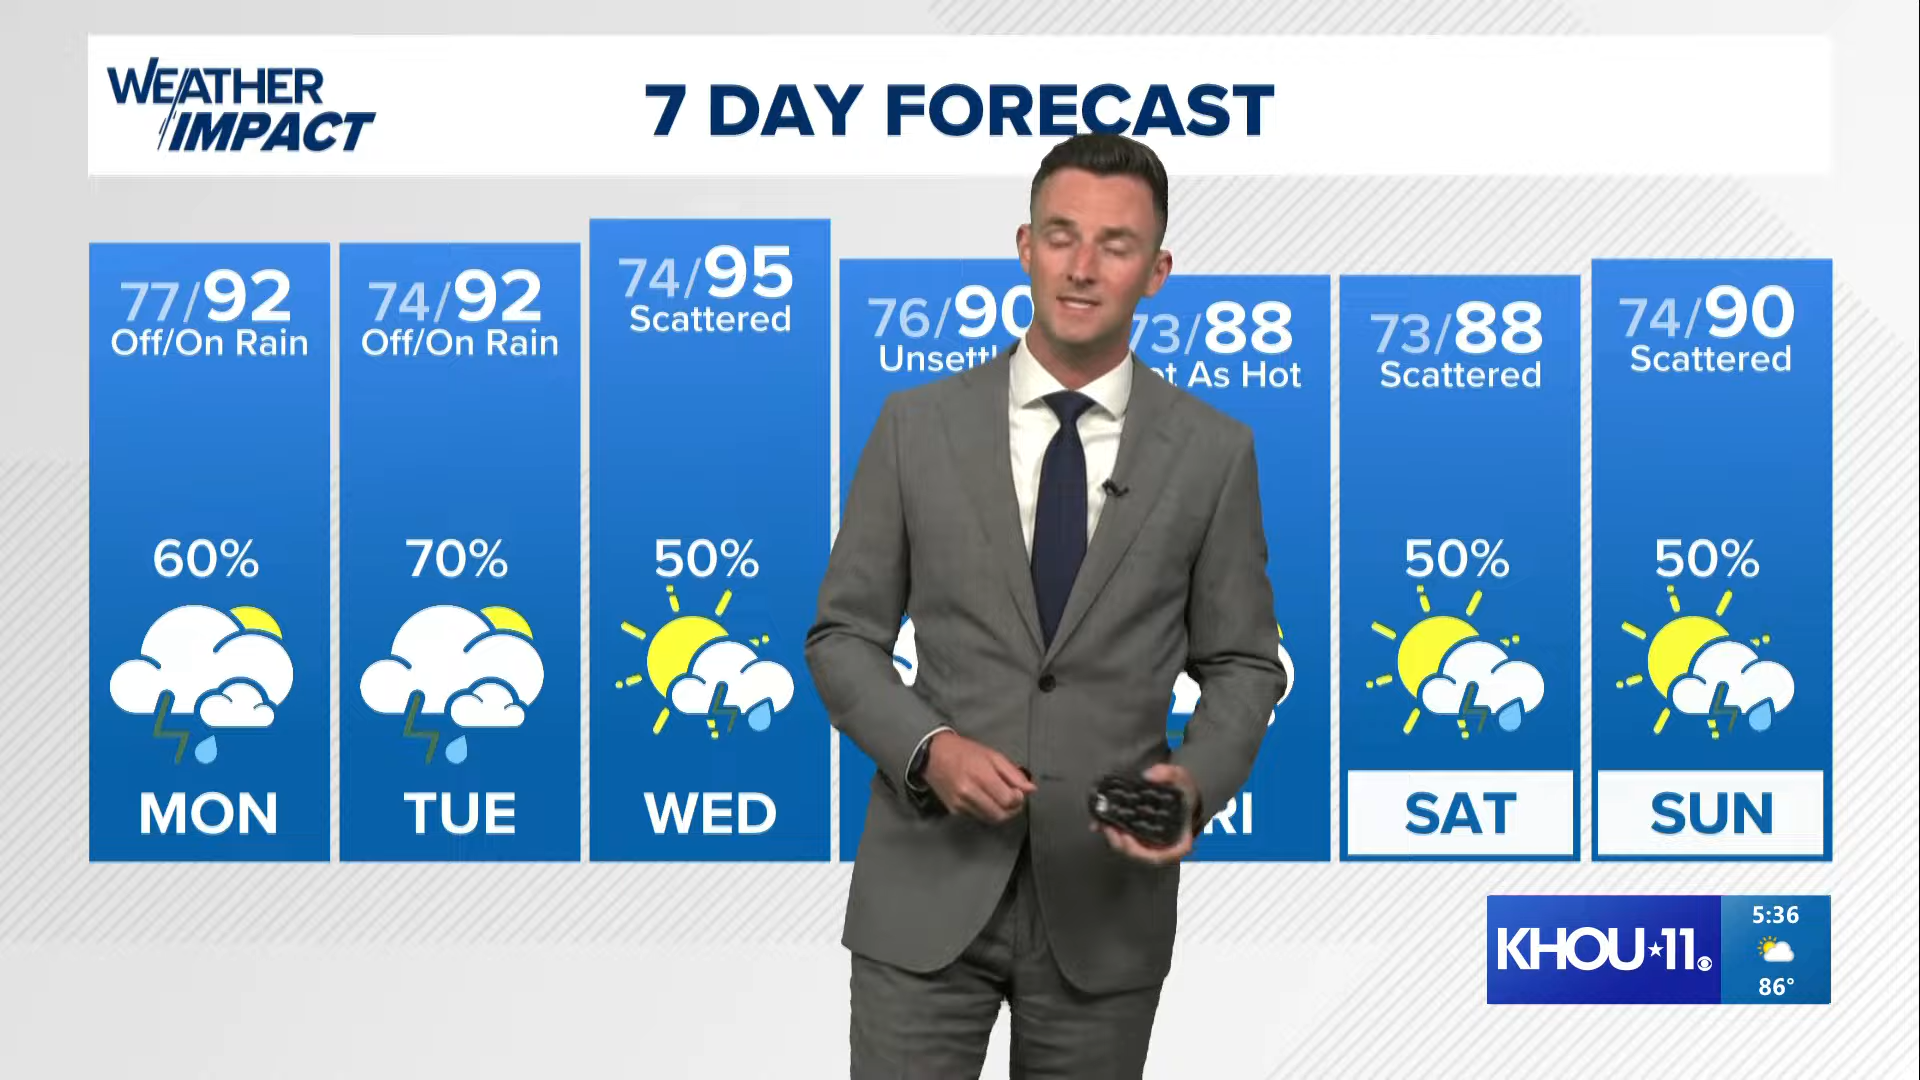 WEATHER
IMPACT
7 DAY FORECAST
77/92
Off/On Rain
60%
MON
74/92
Off/On Rain
70%
TUE
74/95
Scattered
50%
WED
76/90
73/88
As Hot
73/88
Scattered
50%
SAT
74/90
Scattered
50%
SUN
KHOU★11
5:36
86°